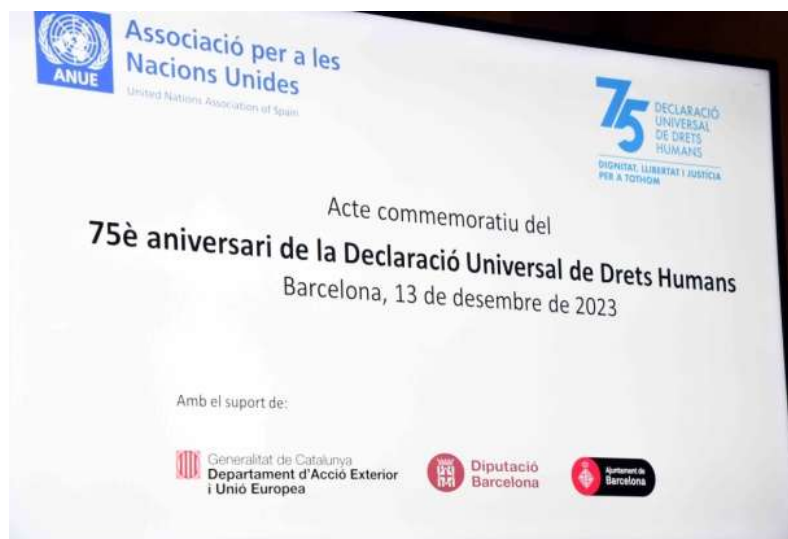 ANUE
Associació per a les
Nacions Unides
United Nations Association of Spain
75
DECLARACIÓ
UNIVERSAL
DE DRETS
HUMANS
DIGNITAT, LLIBERTAT I JUSTÍCIA
PER A TOTHOM
Acte commemoratiu del
75è aniversari de la Declaració Universal de Drets Humans
Barcelona, 13 de desembre de 2023
Amb el suport de:
Generalitat de Catalunya
Departament d'Acció Exterior
i Unió Europea
Diputació
Barcelona
Ajuntament de
Barcelona